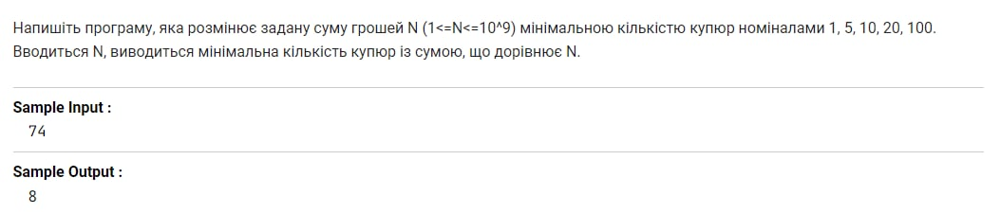 Напишіть програму, яка розмінює задану суму грошей N (1<=N<=10^9) мінімальною кількістю купюр номіналами 1, 5, 10, 20, 100.
Вводиться N, виводиться мінімальна кількість купюр із сумою, що дорівнює N.
Sample Input :
74
Sample Output :
8